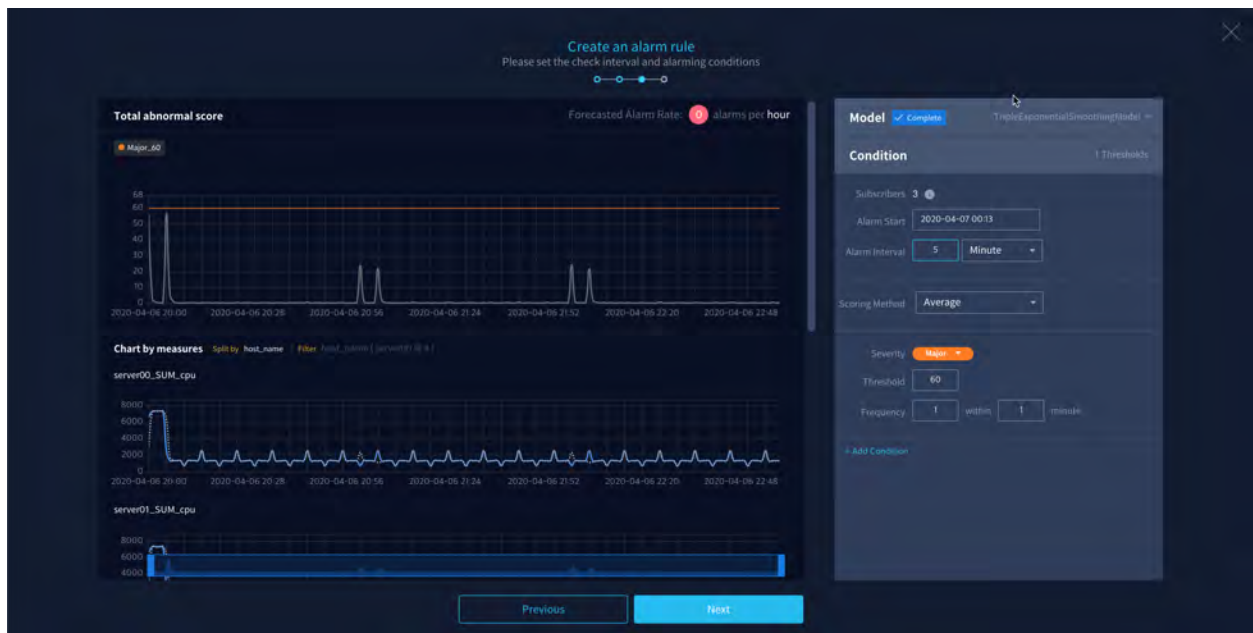 Create an alarm rule
Please set the check interval and alarming conditions
Total abnormal score
Forecasted Alarm Rate: 0 alarms per hour
Major_60
68
60
50
40
30
20
10
0
2020-04-06 20:00 2020-04-06 20:28 2020-04-06 20:56 2020-04-06 21:24 2020-04-06 21:52 2020-04-06 22:20 2020-04-06 22:48
Chart by measures Split by host_name / Filter
server00_SUM_cpu
8000
6000
4000
2000
0
2020-04-06 20:00 2020-04-06 20:28 2020-04-06 20:56 2020-04-06 21:24 2020-04-06 21:52 2020-04-06 22:20 2020-04-06 22:48
server01_SUM_cpu
8000
6000
4000
Model Complete TripleExponentialSmoothingModel
Condition 1 Thresholds
Subscribers 3
Alarm Start 2020-04-07 00:13
Alarm Interval 5 Minute
Scoring Method Average
Severity Major
Threshold 60
Frequency 1 within 1 minute
+ Add Condition
Previous Next